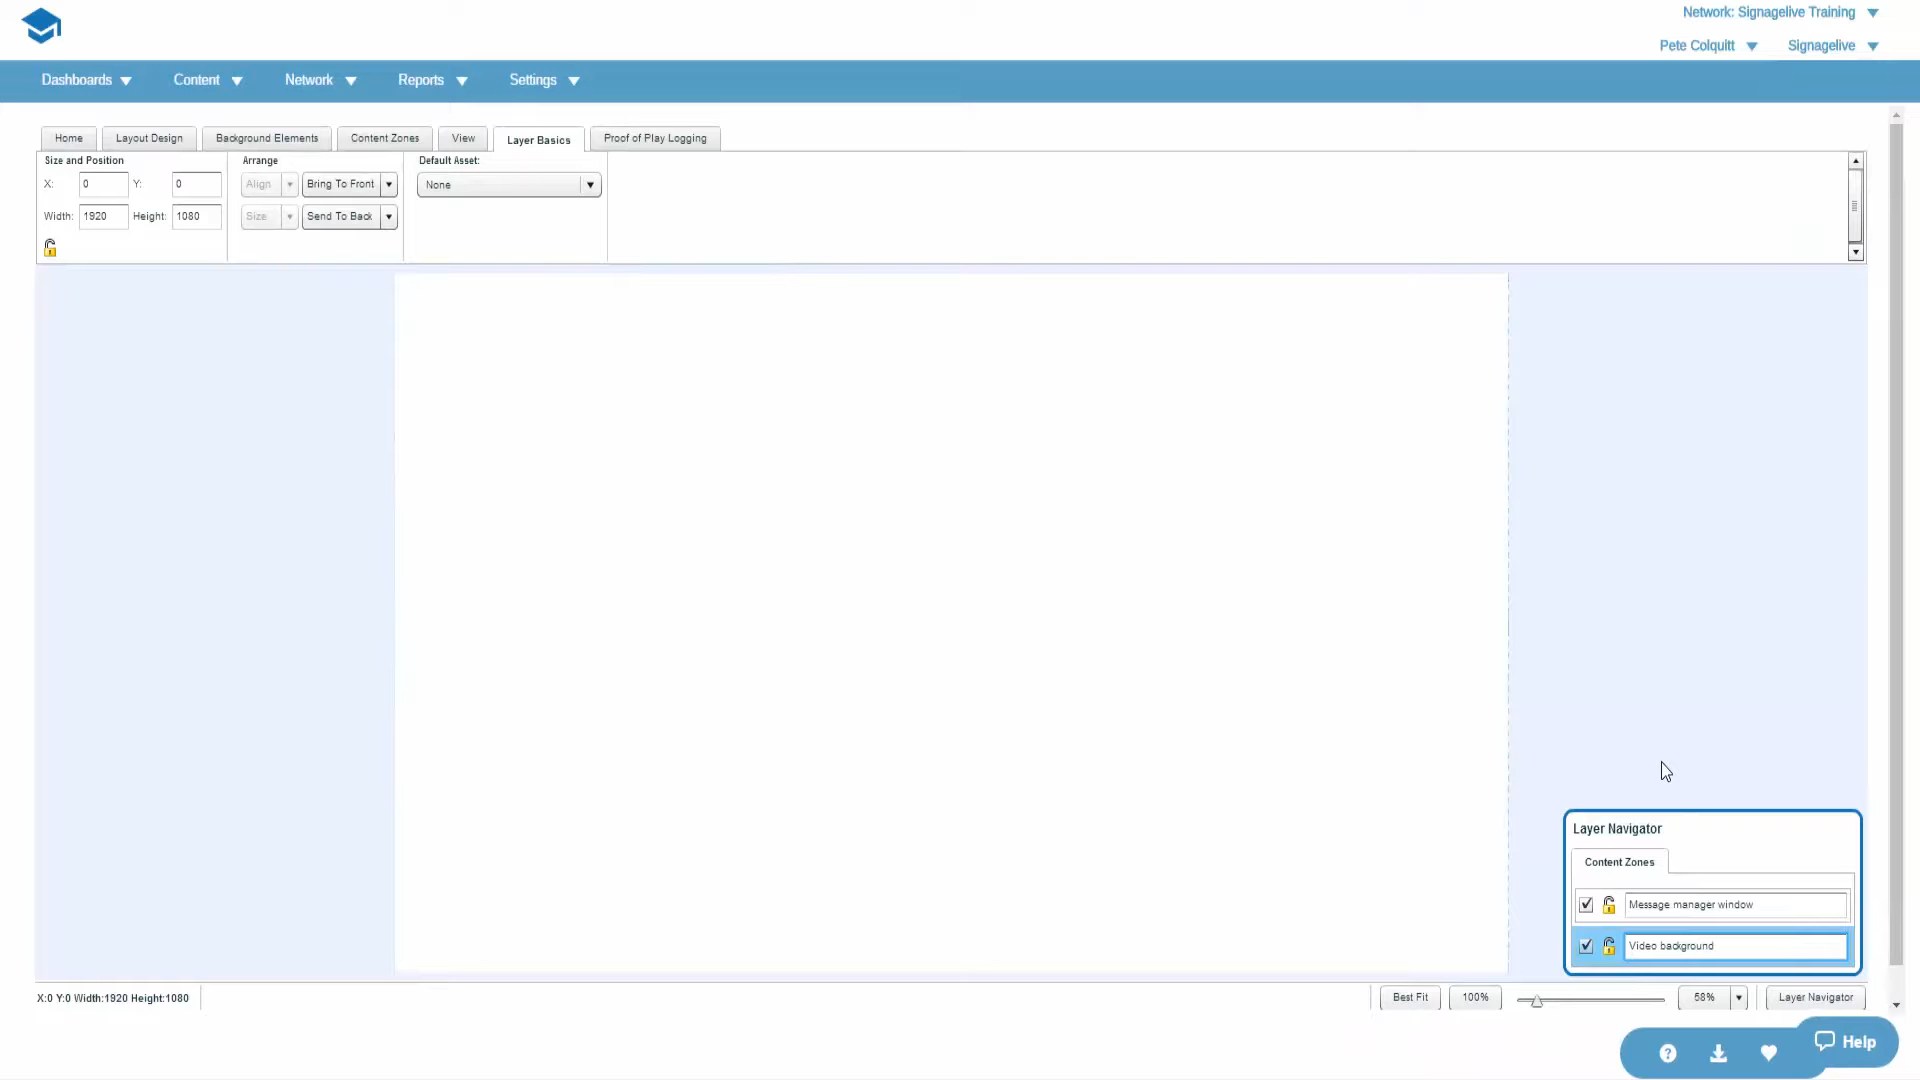 Network: Signagelive Training
Pete Colquitt Signagelive
Dashboards Content Network Reports Settings
Home Layout Design Background Elements Content Zones View Layer Basics Proof of Play Logging
Size and Position Arrange Default Asset:
X: 0 Y: 0 Align Bring To Front None
Width: 1920 Height: 1080 Size Send To Back
Layer Navigator
Content Zones
Message manager window
Video background
X:0 Y:0 Width:1920 Height:1080 Best Fit 100% 58% Layer Navigator
? Help